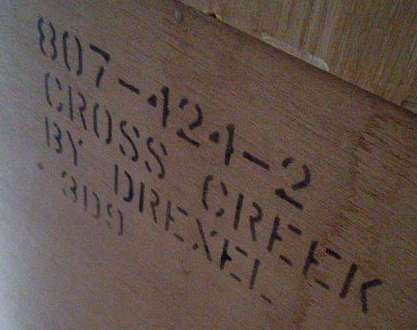 807-424-2
CROSS CREEK
BY DREXEL
309